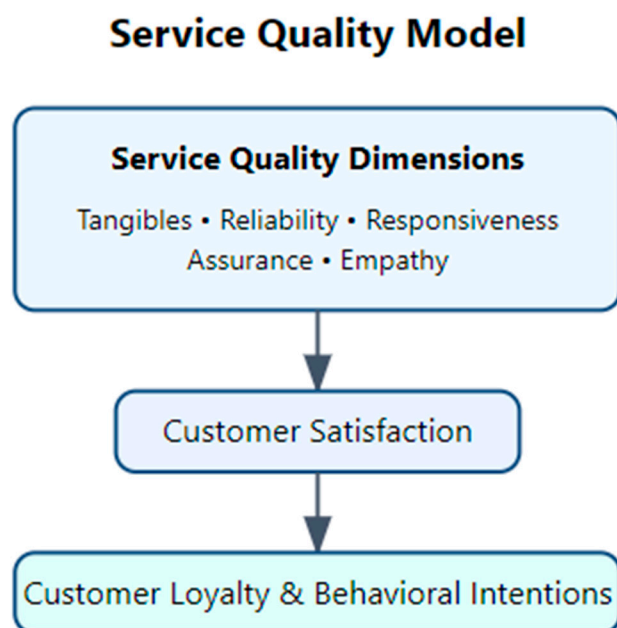 Service Quality Model
Service Quality Dimensions
Tangibles • Reliability • Responsiveness
Assurance • Empathy
Customer Satisfaction
Customer Loyalty & Behavioral Intentions